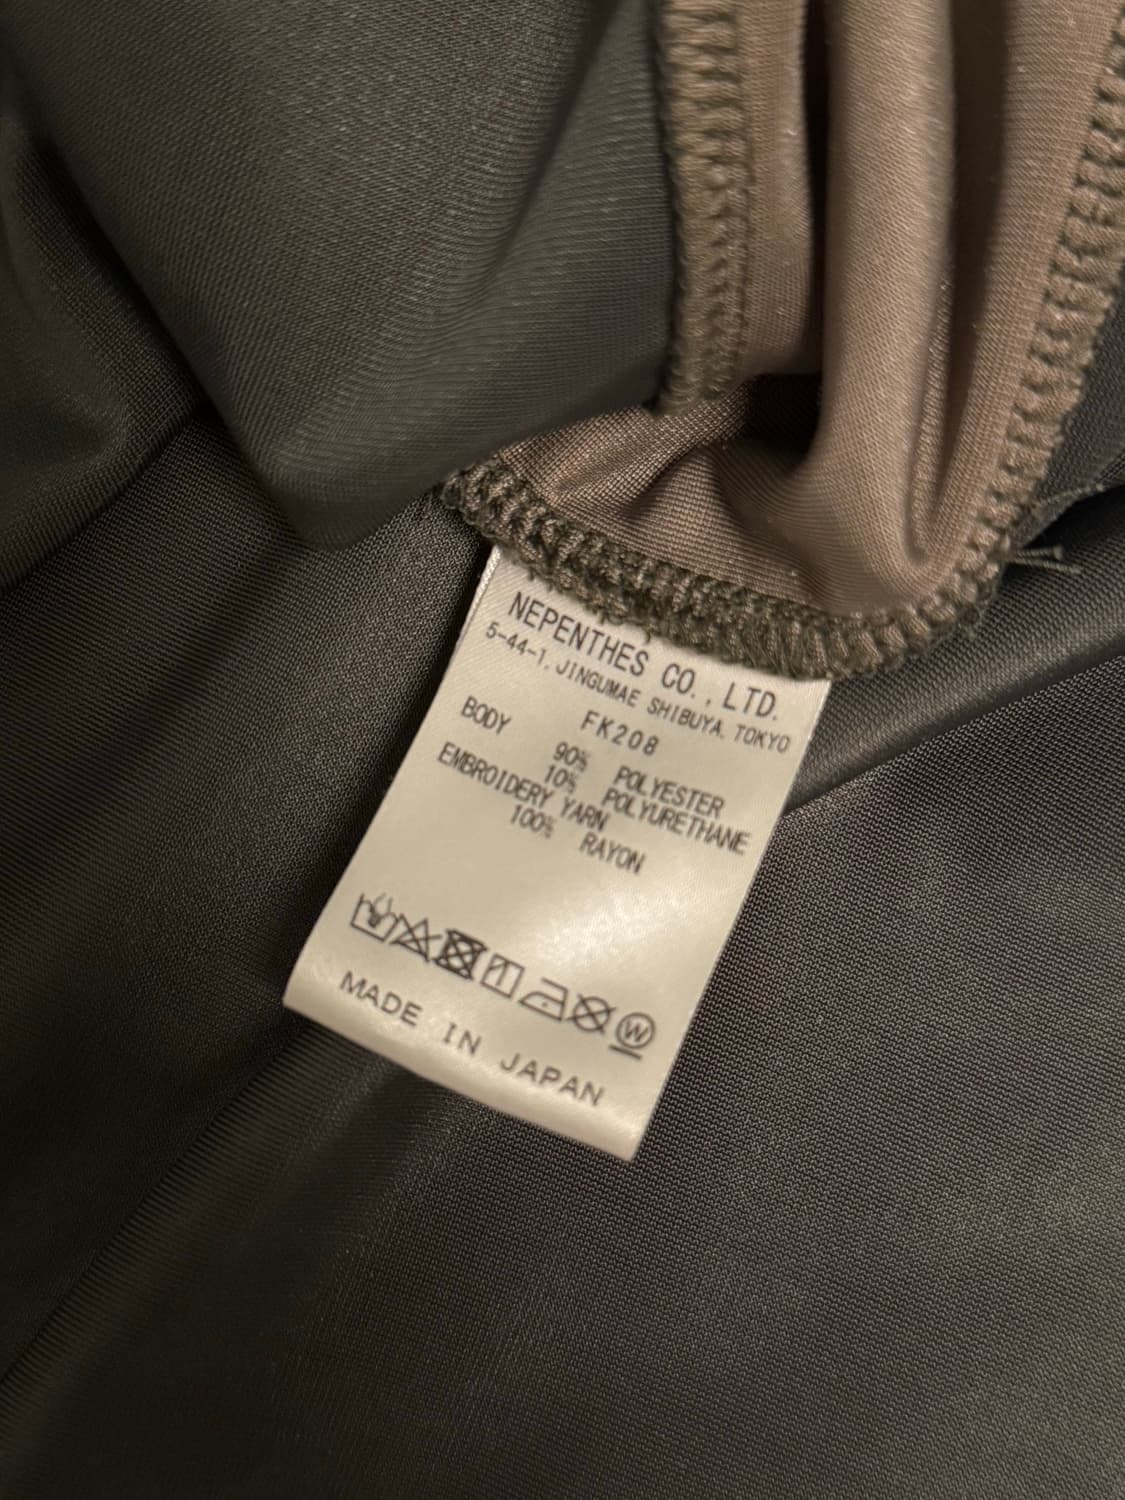 NEPENTHES CO., LTD.
5-44-1, JINGUMAE SHIBUYA, TOKYO
FK208
BODY
90% POLYESTER
10% POLYURETHANE
EMBROIDERY YARN
100% RAYON
W
MADE IN JAPAN